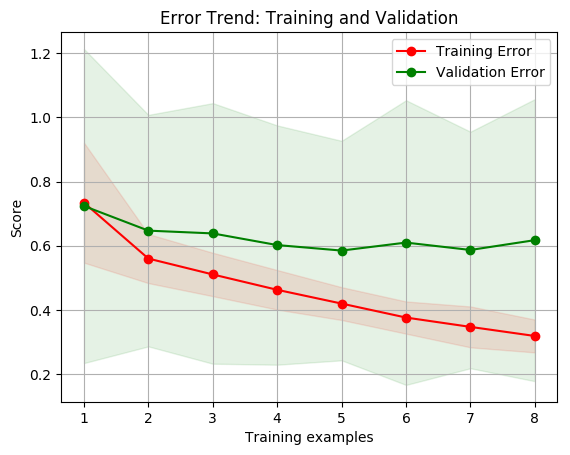 Error Trend: Training and Validation
Training Error
Validation Error
Score
1.2
1.0
0.8
0.6
0.4
0.2
1 2 3 4 5 6 7 8
Training examples